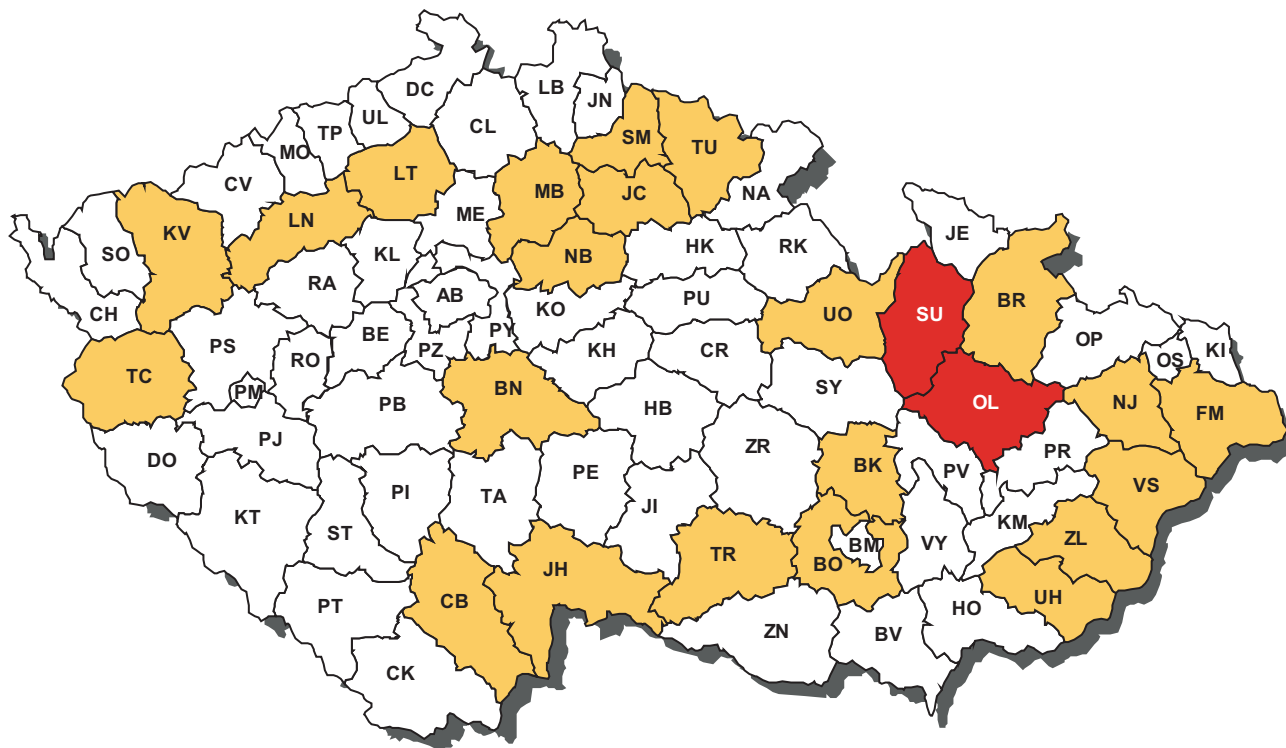 DC
LB
JN
UL
TP
CL
MO
SM
TU
CV
LT
MB
JC
NA
LN
ME
KV
SO
NB
HK
RK
JE
KL
RA
AB
KO
PU
BR
CH
PS
BE
PY
UO
SU
OP
OS
KI
RO
PZ
KH
CR
TC
PM
BN
SY
PB
HB
OL
NJ
FM
PJ
ZR
PR
DO
PE
BK
PV
VS
PI
TA
JI
KT
ST
KM
TR
BO
BM
VY
ZL
JH
PT
CB
UH
HO
ZN
BV
CK